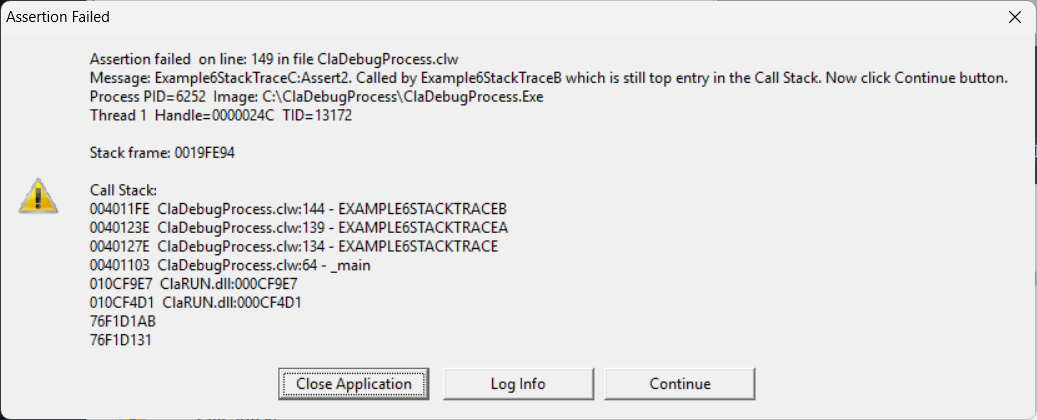 Assertion Failed
Assertion failed  on line: 149 in file ClaDebugProcess.clw
Message: Example6StackTraceC:Assert2. Called by Example6StackTraceB which is still top entry in the Call Stack. Now click Continue button.
Process PID=6252  Image: C:\ClaDebugProcess\ClaDebugProcess.Exe
Thread 1  Handle=0000024C  TID=13172
Stack frame: 0019FE94
Call Stack:
004011FE  ClaDebugProcess.clw:144 - EXAMPLE6STACKTRACEB
0040123E  ClaDebugProcess.clw:139 - EXAMPLE6STACKTRACEA
0040127E  ClaDebugProcess.clw:134 - EXAMPLE6STACKTRACE
00401103  ClaDebugProcess.clw:64 - _main
010CF9E7  ClaRUN.dll:000CF9E7
010CF4D1  ClaRUN.dll:000CF4D1
76F1D1AB
76F1D131
Close Application
Log Info
Continue